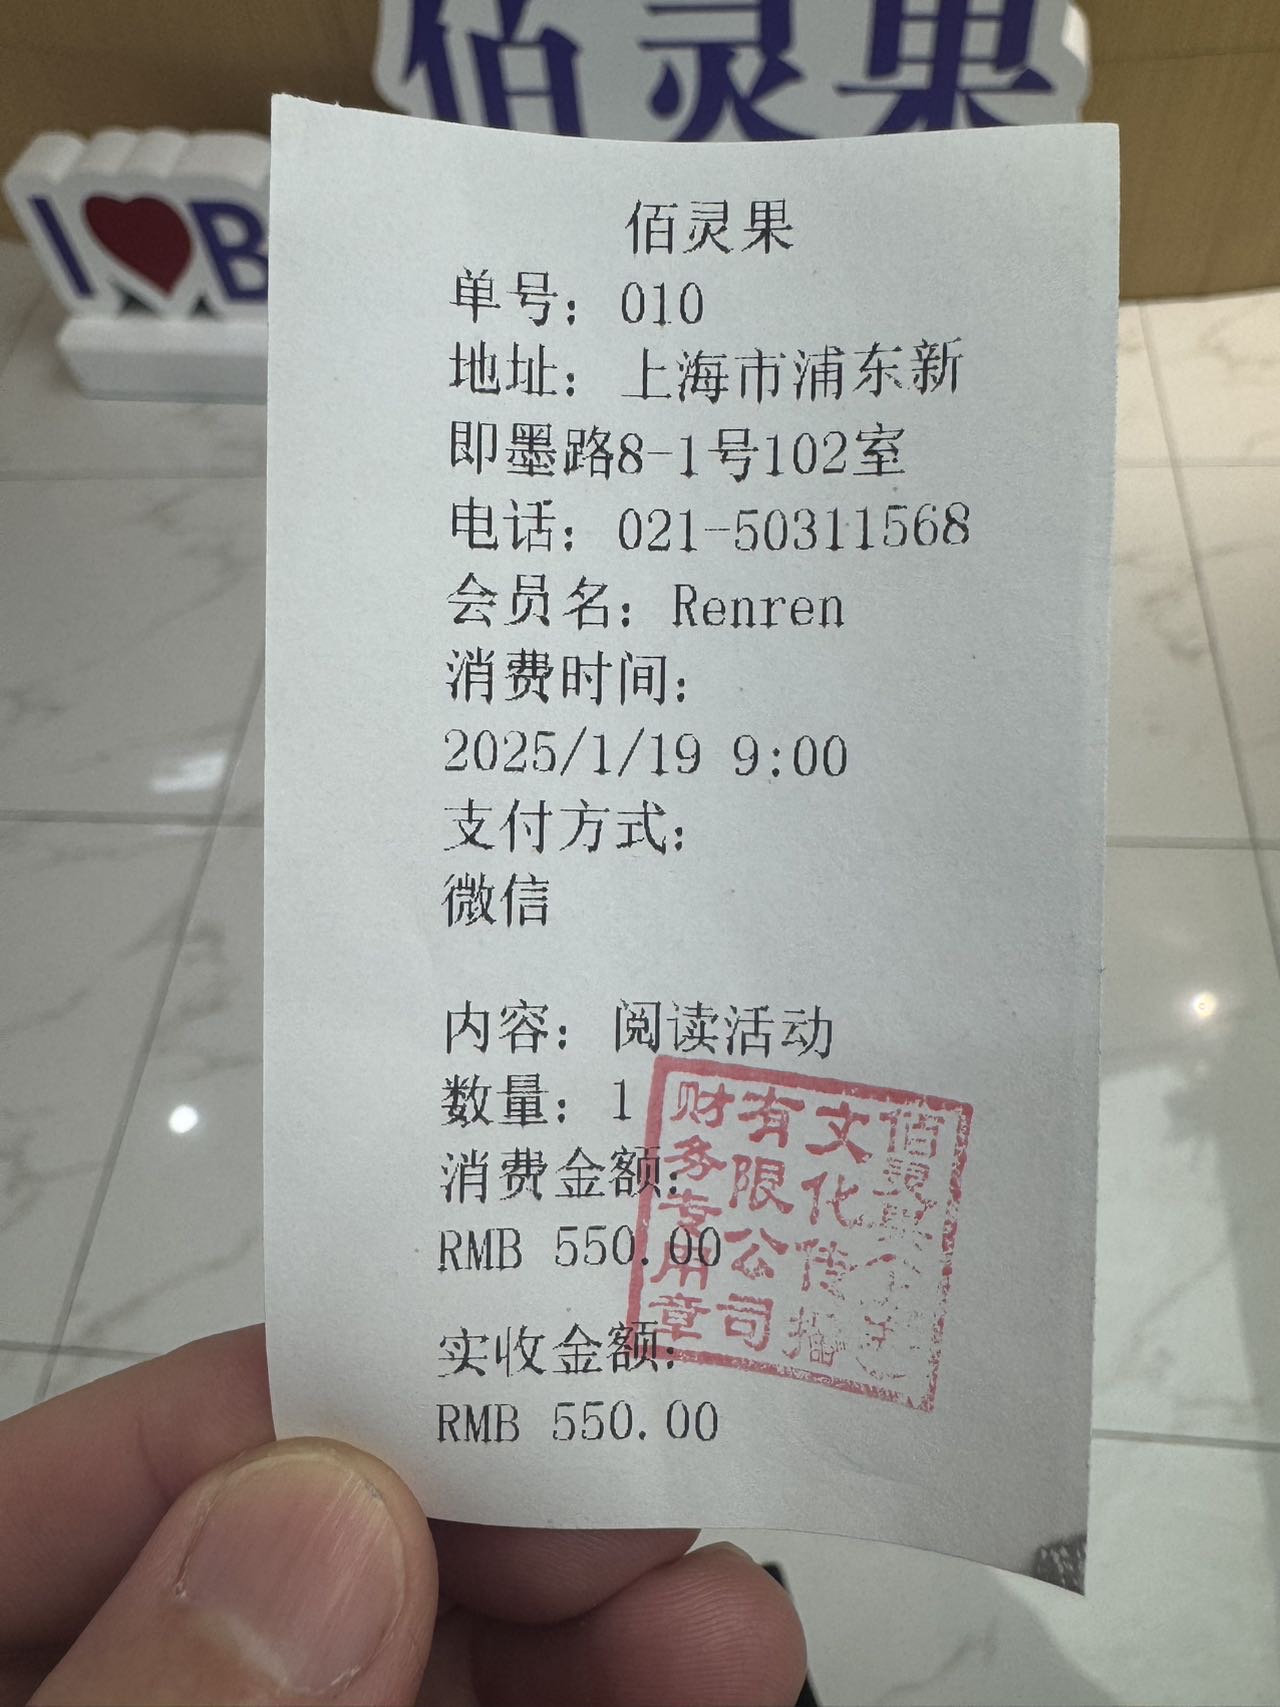 佰灵果
I
B
佰灵果
单号：010
地址：上海市浦东新
即墨路8-1号102室
电话：021-50311568
会员名：Renren
消费时间：
2025/1/19 9:00
支付方式：
微信
内容：阅读活动
数量：1
消费金额：
RMB 550.00
实收金额：
RMB 550.00
文化传播
有限公司
财务专用章